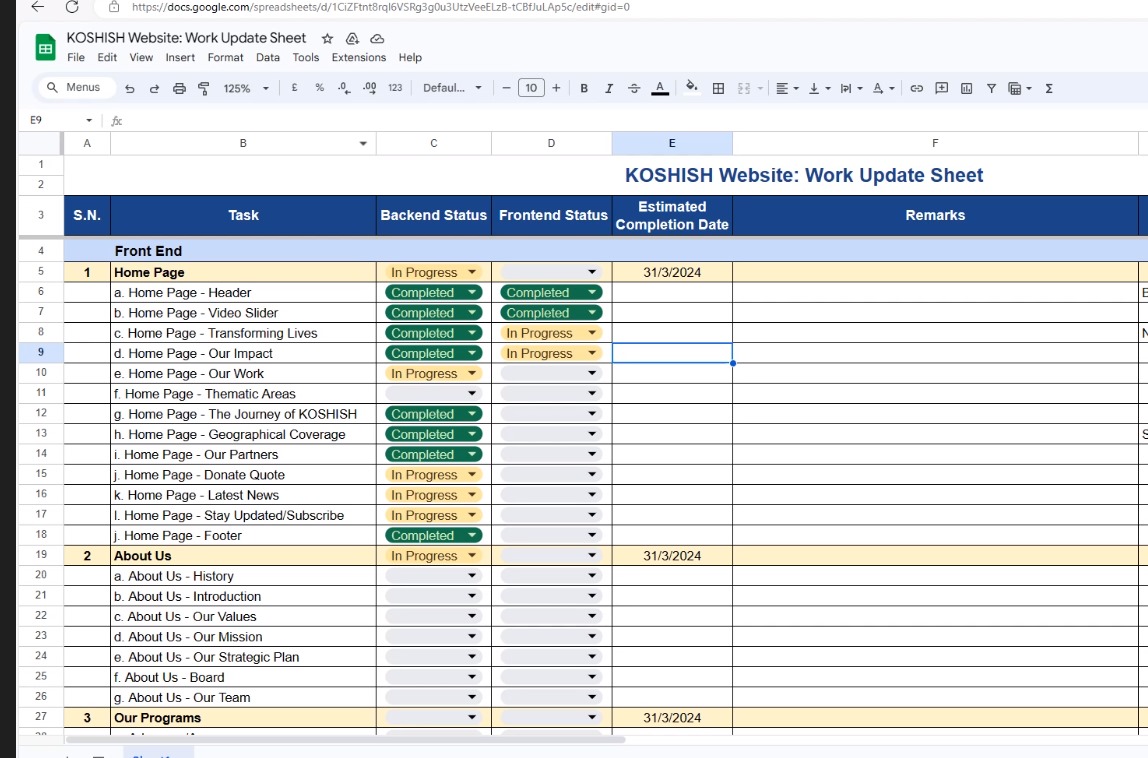 https://docs.google.com/spreadsheets/d/1CiZFtnt8rql6VSRg3g0u3UtzVeeELzB-tCBfJuLAp5c/edit#gid=0
KOSHISH Website: Work Update Sheet
File Edit View Insert Format Data Tools Extensions Help
Menus 125% £ % .0 .00 123 Defaul... 10 B I A A Σ
E9 fx
A B C D E F
1 KOSHISH Website: Work Update Sheet
2
3 S.N. Task Backend Status Frontend Status Estimated Completion Date Remarks
4 Front End
5 1 Home Page In Progress 31/3/2024
6 a. Home Page - Header Completed Completed
7 b. Home Page - Video Slider Completed Completed
8 c. Home Page - Transforming Lives Completed In Progress
9 d. Home Page - Our Impact Completed In Progress
10 e. Home Page - Our Work In Progress
11 f. Home Page - Thematic Areas
12 g. Home Page - The Journey of KOSHISH Completed
13 h. Home Page - Geographical Coverage Completed
14 i. Home Page - Our Partners Completed
15 j. Home Page - Donate Quote In Progress
16 k. Home Page - Latest News In Progress
17 l. Home Page - Stay Updated/Subscribe In Progress
18 j. Home Page - Footer Completed
19 2 About Us In Progress 31/3/2024
20 a. About Us - History
21 b. About Us - Introduction
22 c. About Us - Our Values
23 d. About Us - Our Mission
24 e. About Us - Our Strategic Plan
25 f. About Us - Board
26 g. About Us - Our Team
27 3 Our Programs 31/3/2024